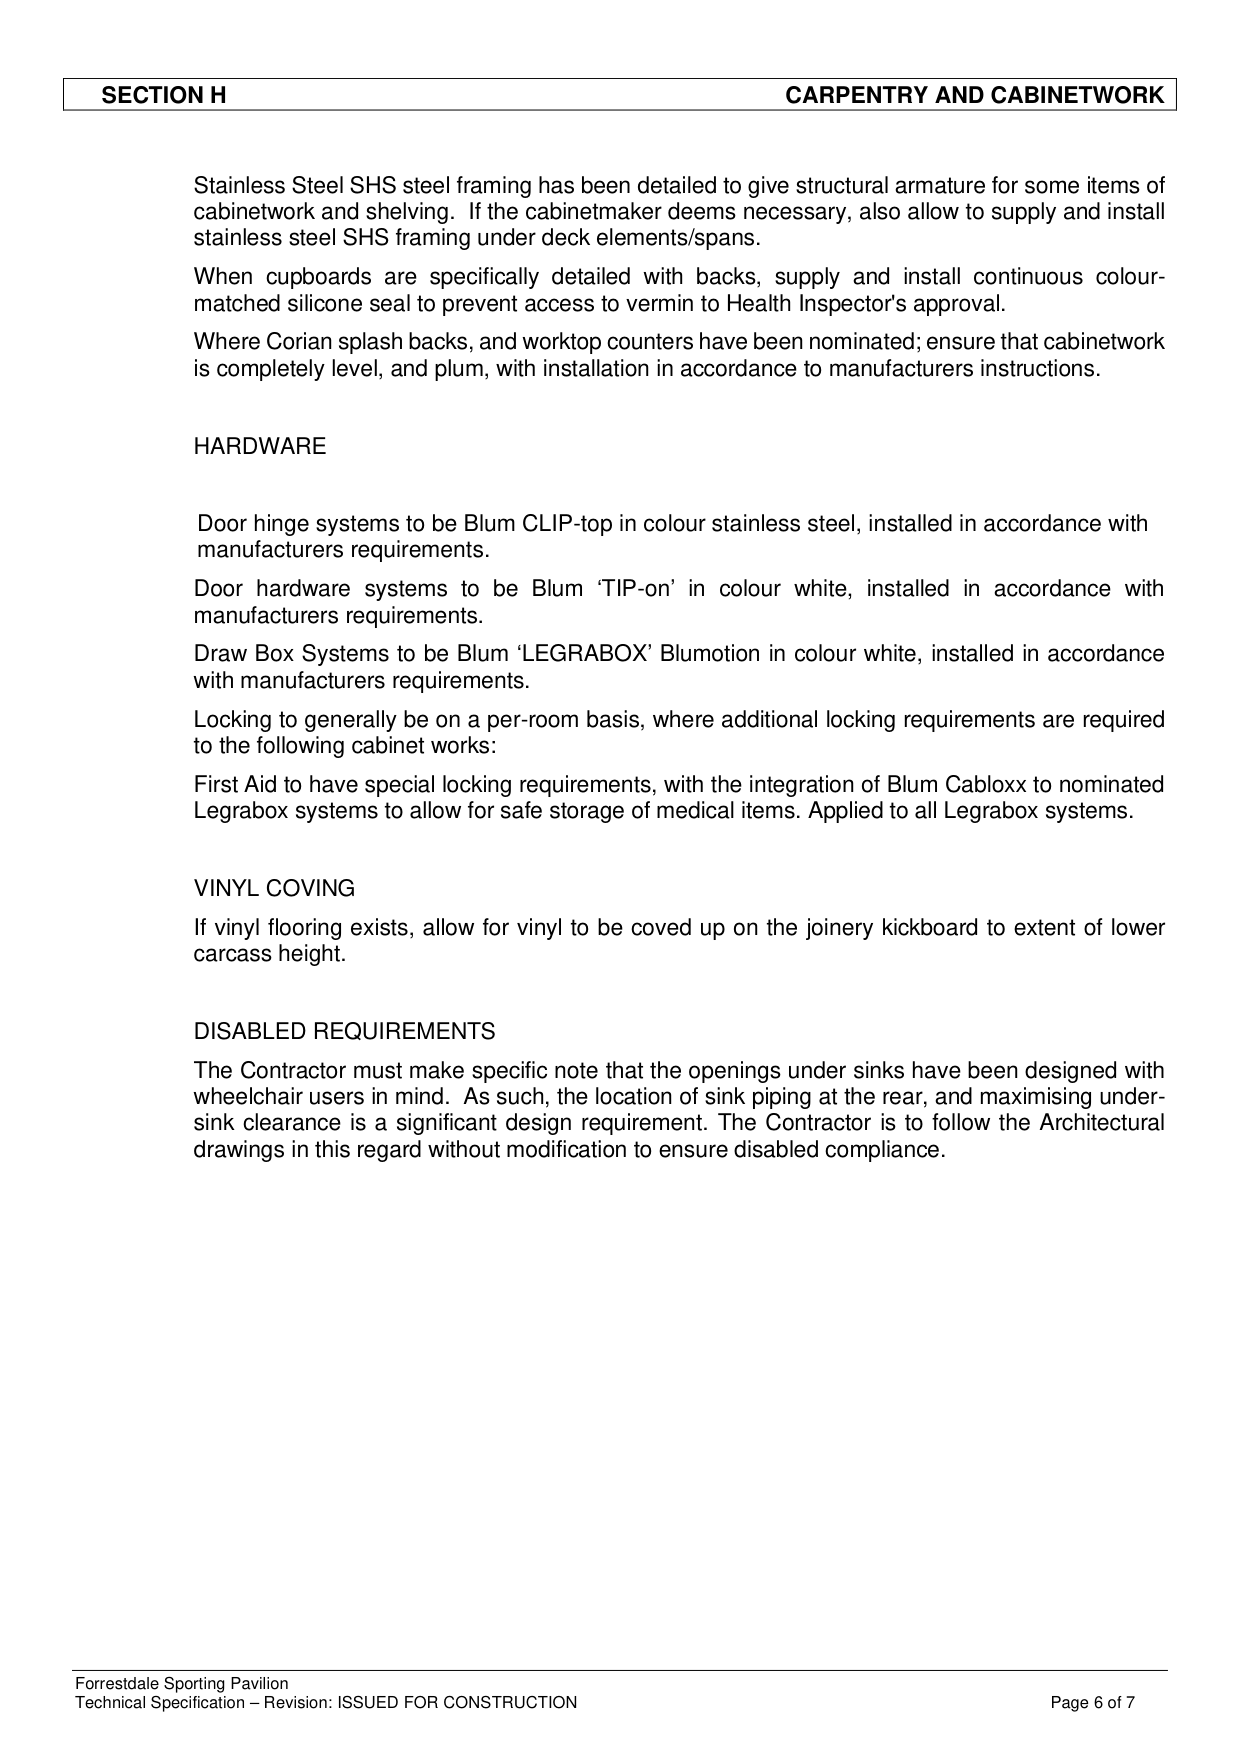 SECTION H CARPENTRY AND CABINETWORK
Stainless Steel SHS steel framing has been detailed to give structural armature for some items of
cabinetwork and shelving.  If the cabinetmaker deems necessary, also allow to supply and install
stainless steel SHS framing under deck elements/spans.
When cupboards are specifically detailed with backs, supply and install continuous colour-
matched silicone seal to prevent access to vermin to Health Inspector's approval.
Where Corian splash backs, and worktop counters have been nominated; ensure that cabinetwork
is completely level, and plum, with installation in accordance to manufacturers instructions.
HARDWARE
Door hinge systems to be Blum CLIP-top in colour stainless steel, installed in accordance with
manufacturers requirements.
Door hardware systems to be Blum ‘TIP-on’ in colour white, installed in accordance with
manufacturers requirements.
Draw Box Systems to be Blum ‘LEGRABOX’ Blumotion in colour white, installed in accordance
with manufacturers requirements.
Locking to generally be on a per-room basis, where additional locking requirements are required
to the following cabinet works:
First Aid to have special locking requirements, with the integration of Blum Cabloxx to nominated
Legrabox systems to allow for safe storage of medical items. Applied to all Legrabox systems.
VINYL COVING
If vinyl flooring exists, allow for vinyl to be coved up on the joinery kickboard to extent of lower
carcass height.
DISABLED REQUIREMENTS
The Contractor must make specific note that the openings under sinks have been designed with
wheelchair users in mind.  As such, the location of sink piping at the rear, and maximising under-
sink clearance is a significant design requirement. The Contractor is to follow the Architectural
drawings in this regard without modification to ensure disabled compliance.
Forrestdale Sporting Pavilion
Technical Specification – Revision: ISSUED FOR CONSTRUCTION Page 6 of 7